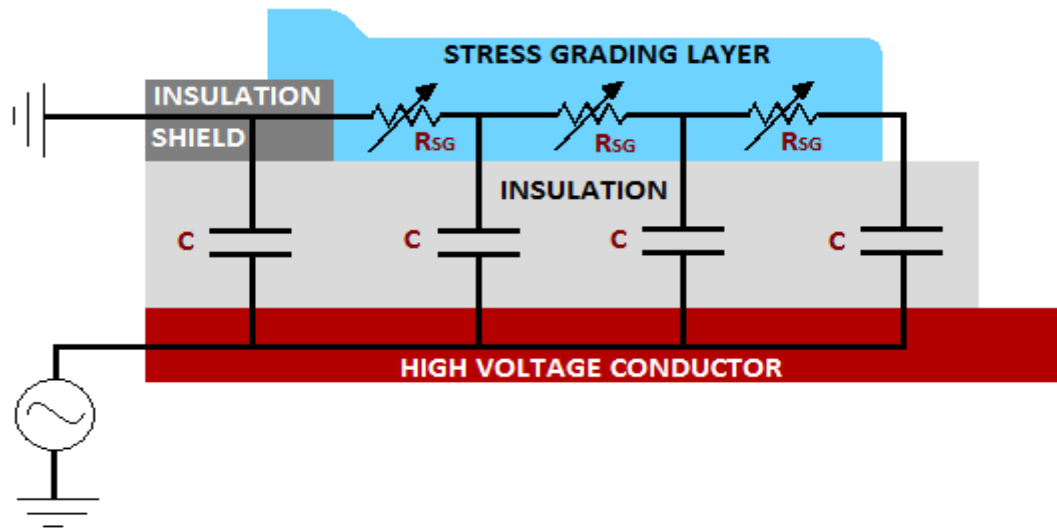 STRESS GRADING LAYER
INSULATION
SHIELD
RSG
RSG
RSG
INSULATION
C
C
C
C
HIGH VOLTAGE CONDUCTOR